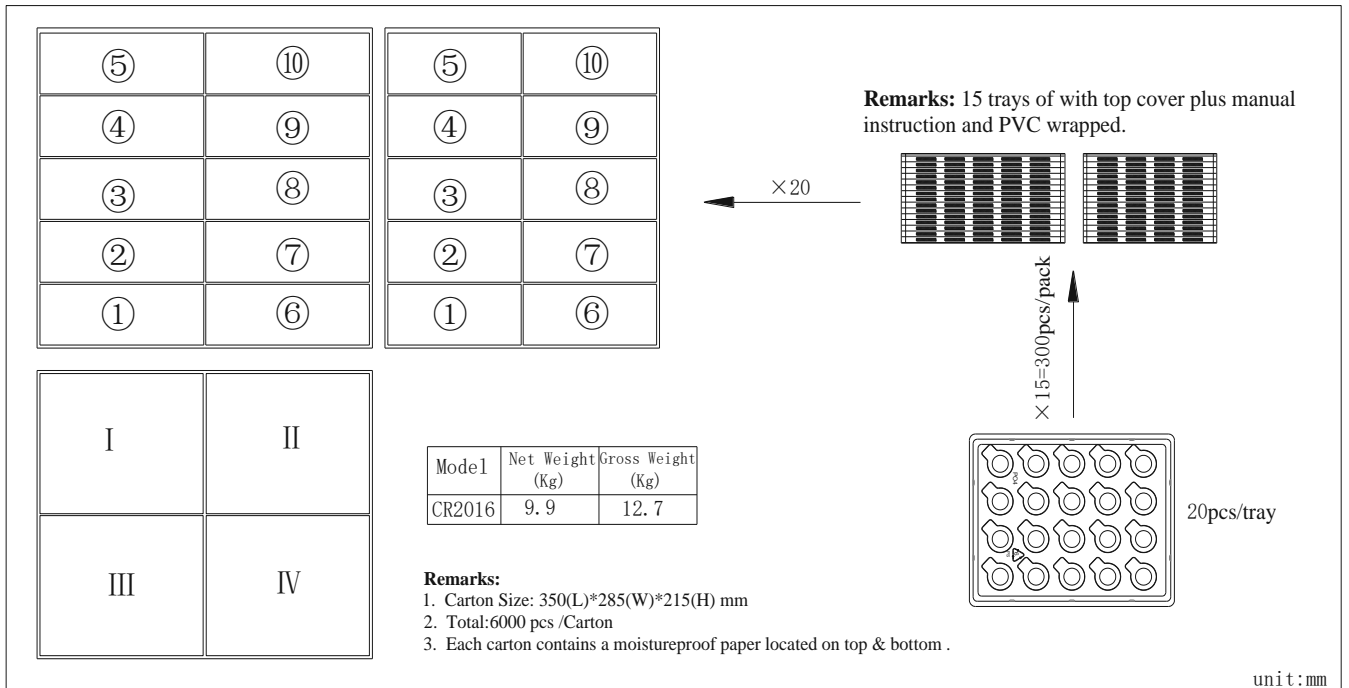 ⑤ ⑩ ⑤ ⑩
④ ⑨ ④ ⑨
③ ⑧ ③ ⑧
② ⑦ ② ⑦
① ⑥ ① ⑥
Remarks: 15 trays of with top cover plus manual
instruction and PVC wrapped.
×20
×15=300pcs/pack
20pcs/tray
Ⅰ Ⅱ
Ⅲ Ⅳ
Model Net Weight (Kg) Gross Weight (Kg)
CR2016 9.9 12.7
Remarks:
1. Carton Size: 350(L)*285(W)*215(H) mm
2. Total:6000 pcs /Carton
3. Each carton contains a moistureproof paper located on top & bottom .
unit:mm